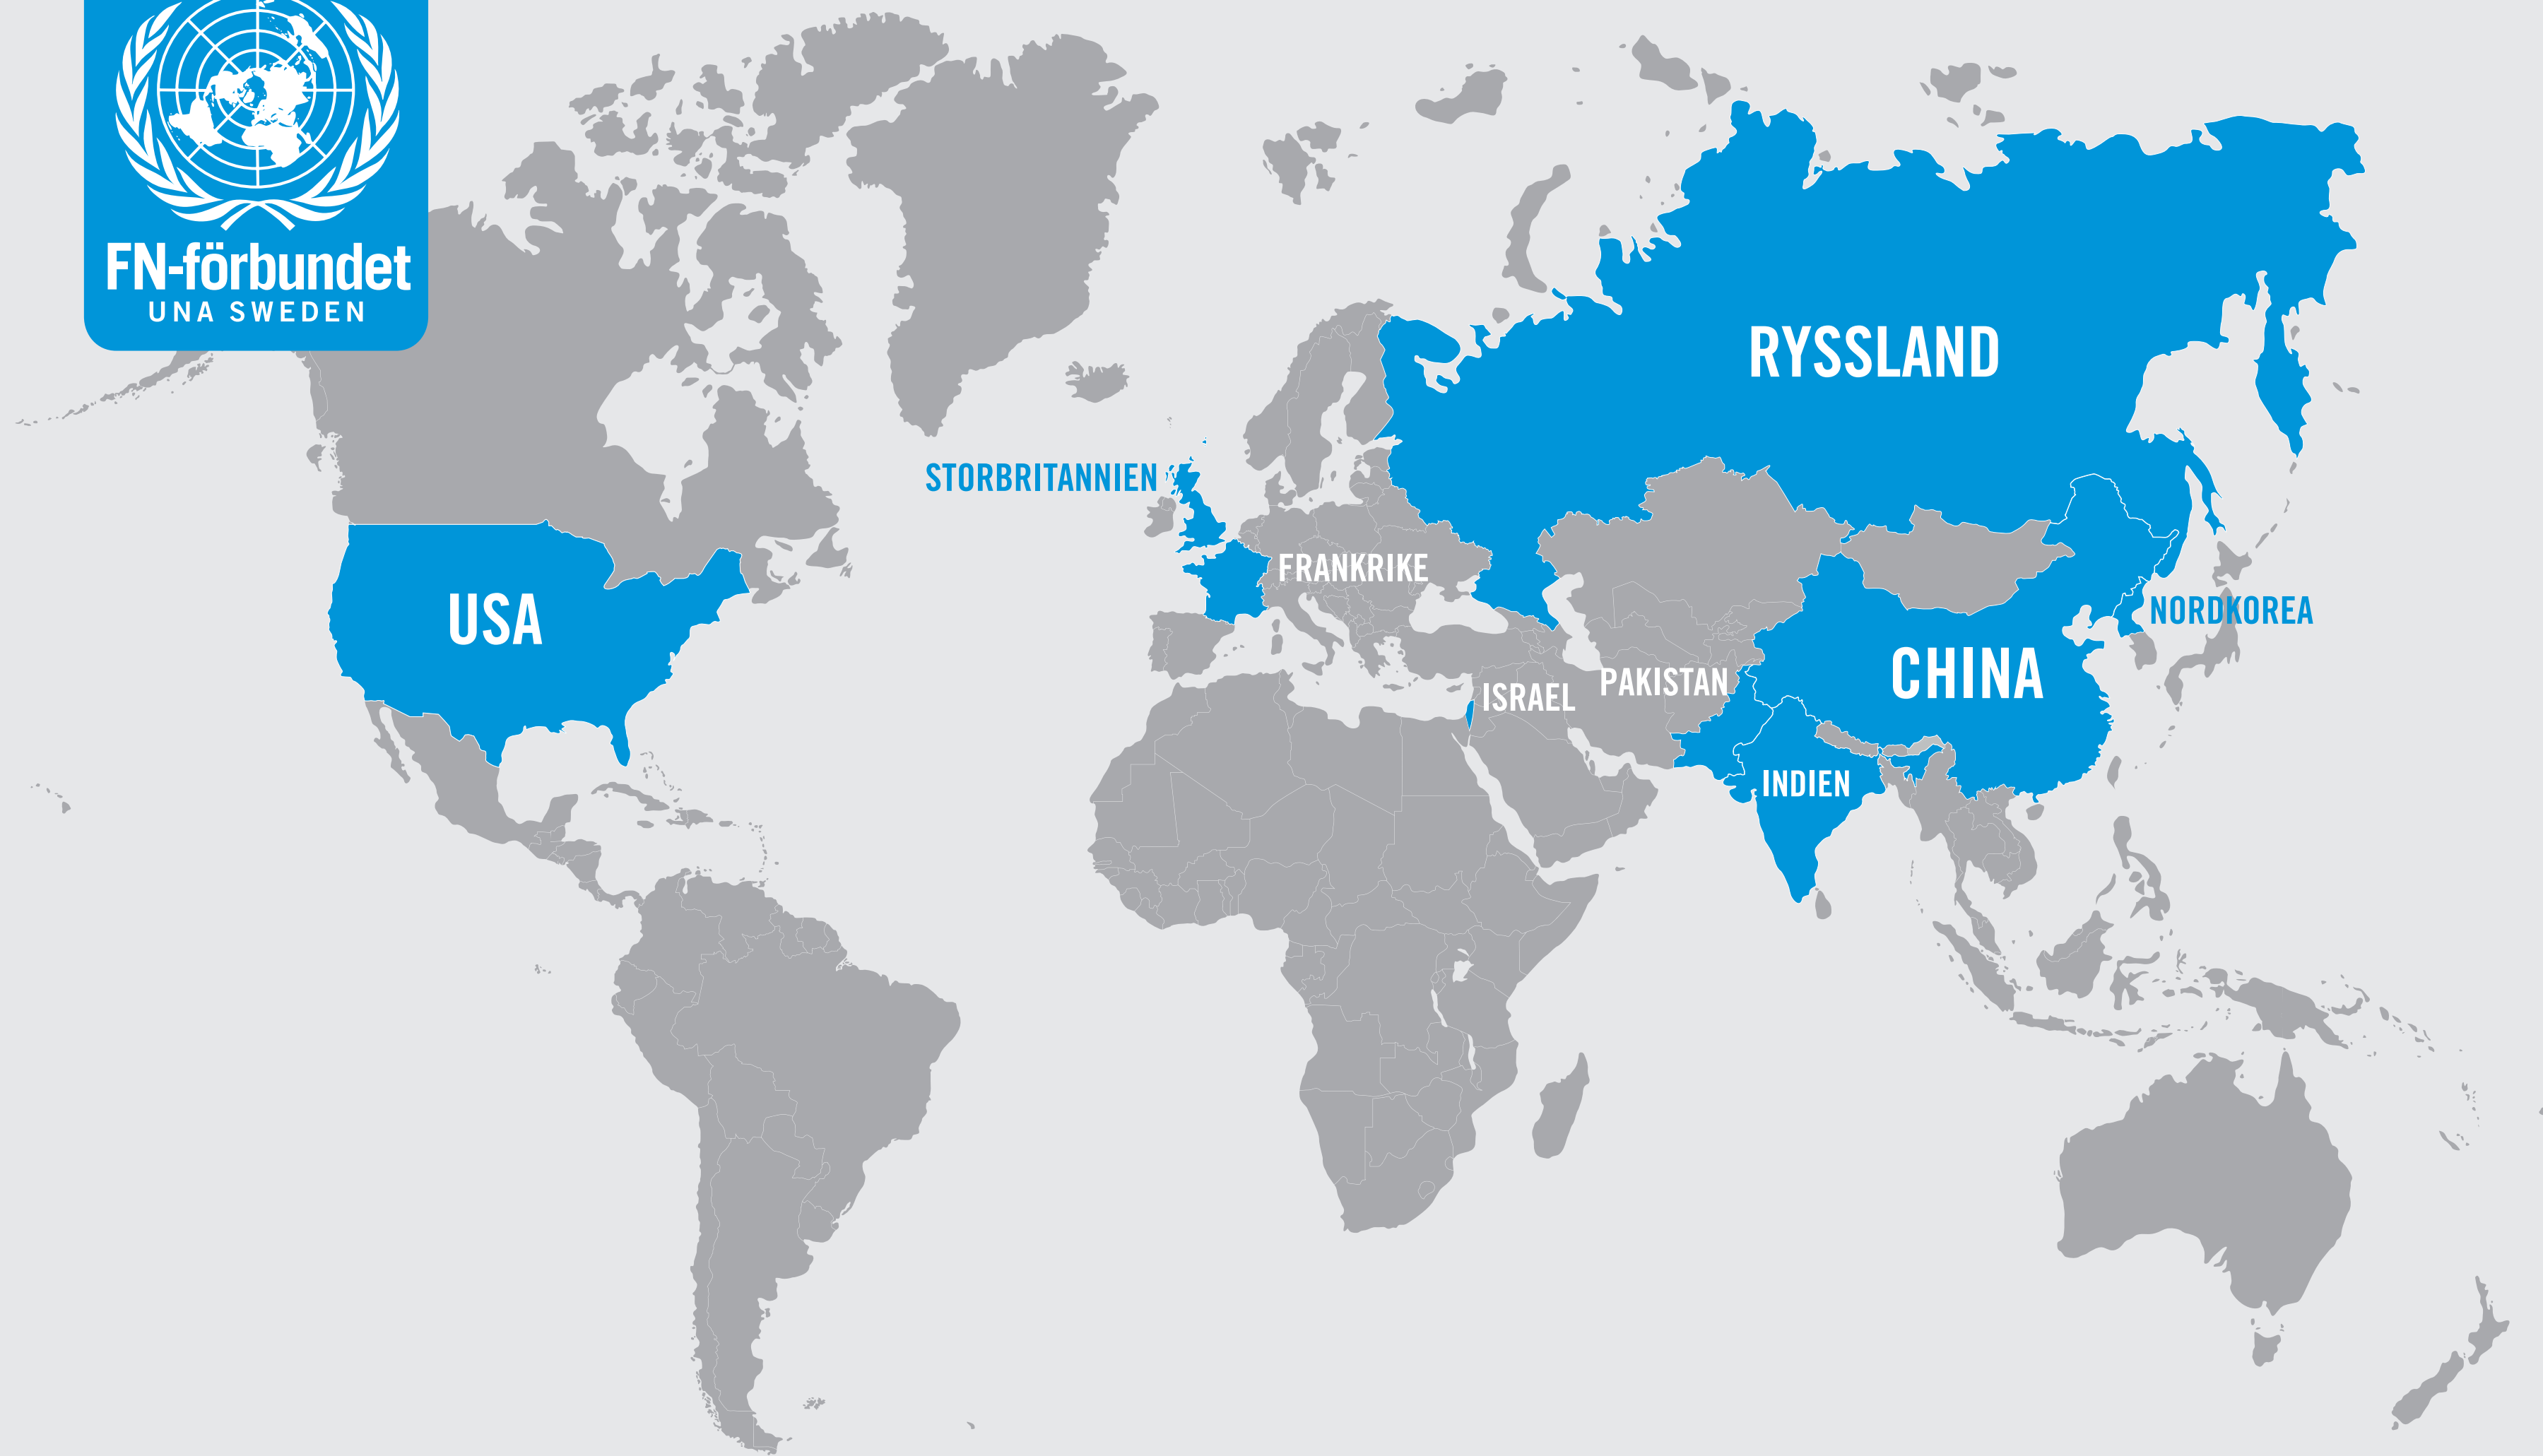 FN-förbundet
UNA SWEDEN
RYSSLAND
STORBRITANNIEN
FRANKRIKE
USA
NORDKOREA
CHINA
PAKISTAN
ISRAEL
INDIEN